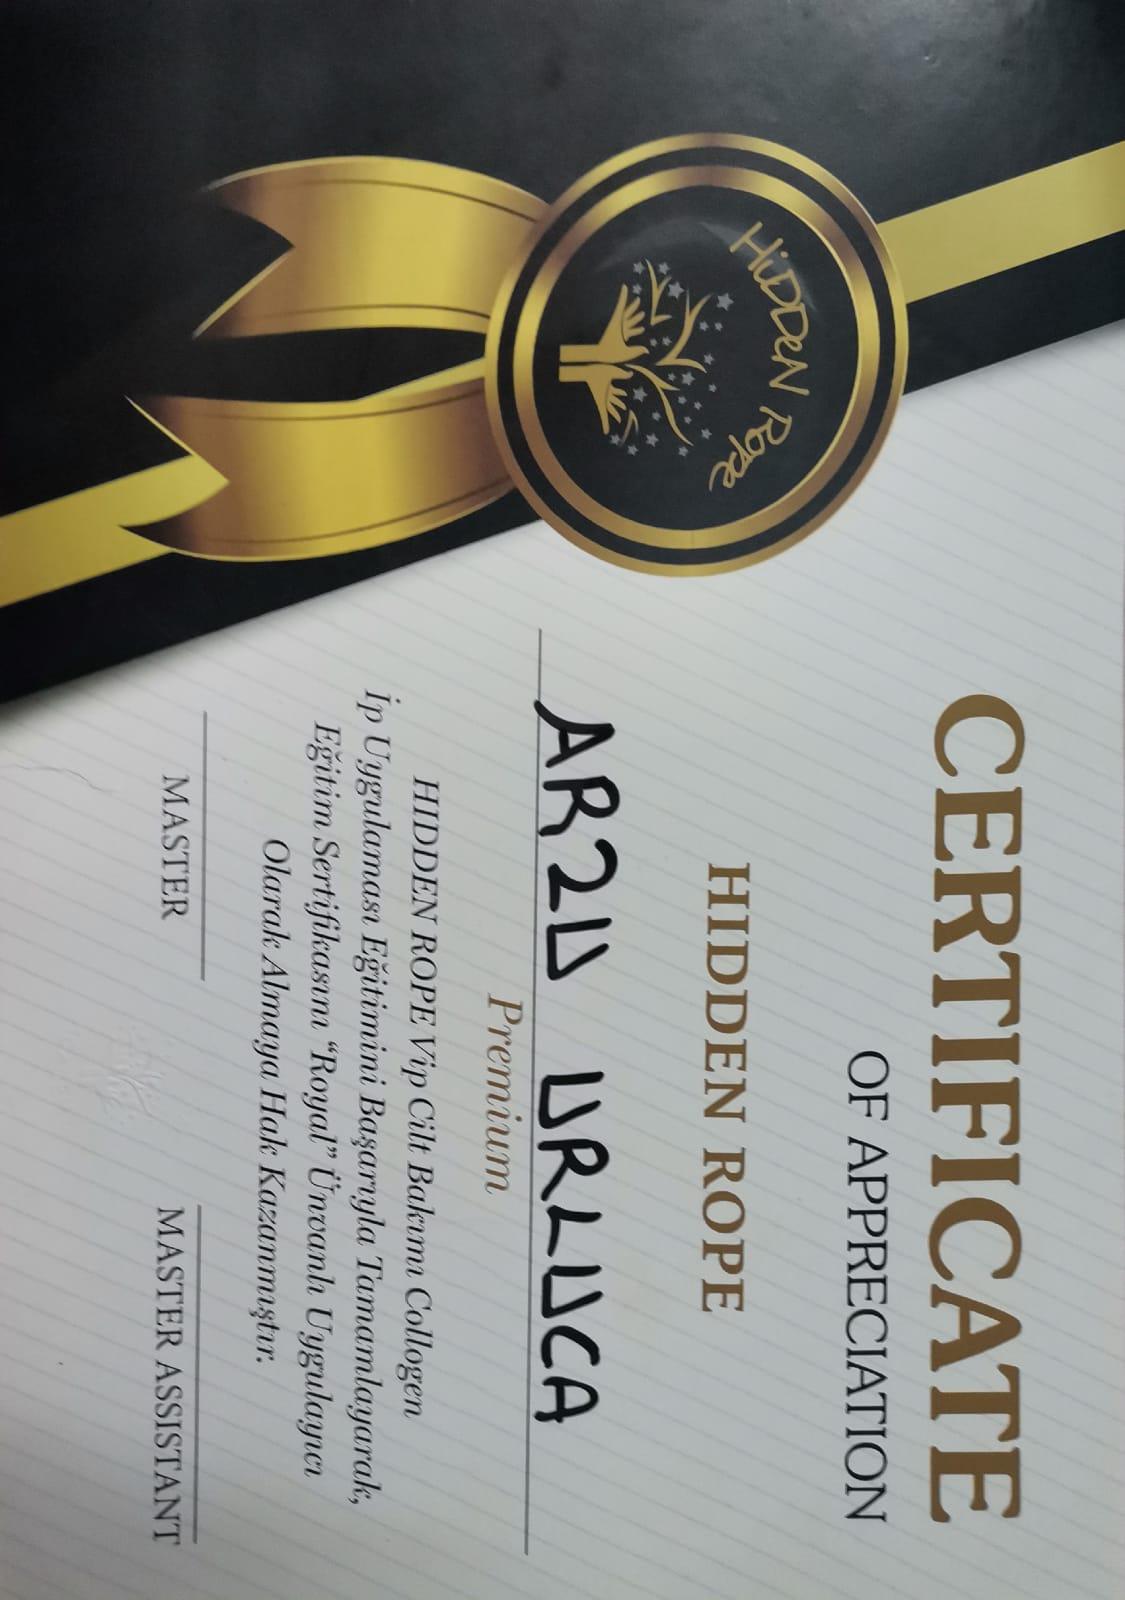 HiDDeN Rope
CERTIFICATE
OF APPRECIATION
HIDDEN ROPE
ARZU URLUCA
Premium
HIDDEN ROPE Vip Cilt Bakımı Collogen
İp Uygulaması Eğitimini Başarıyla Tamamlayarak,
Eğitim Sertifikasını “Royal” Ünvanlı Uygulayıcı
Olarak Almaya Hak Kazanmıştır.
MASTER
MASTER ASSISTANT